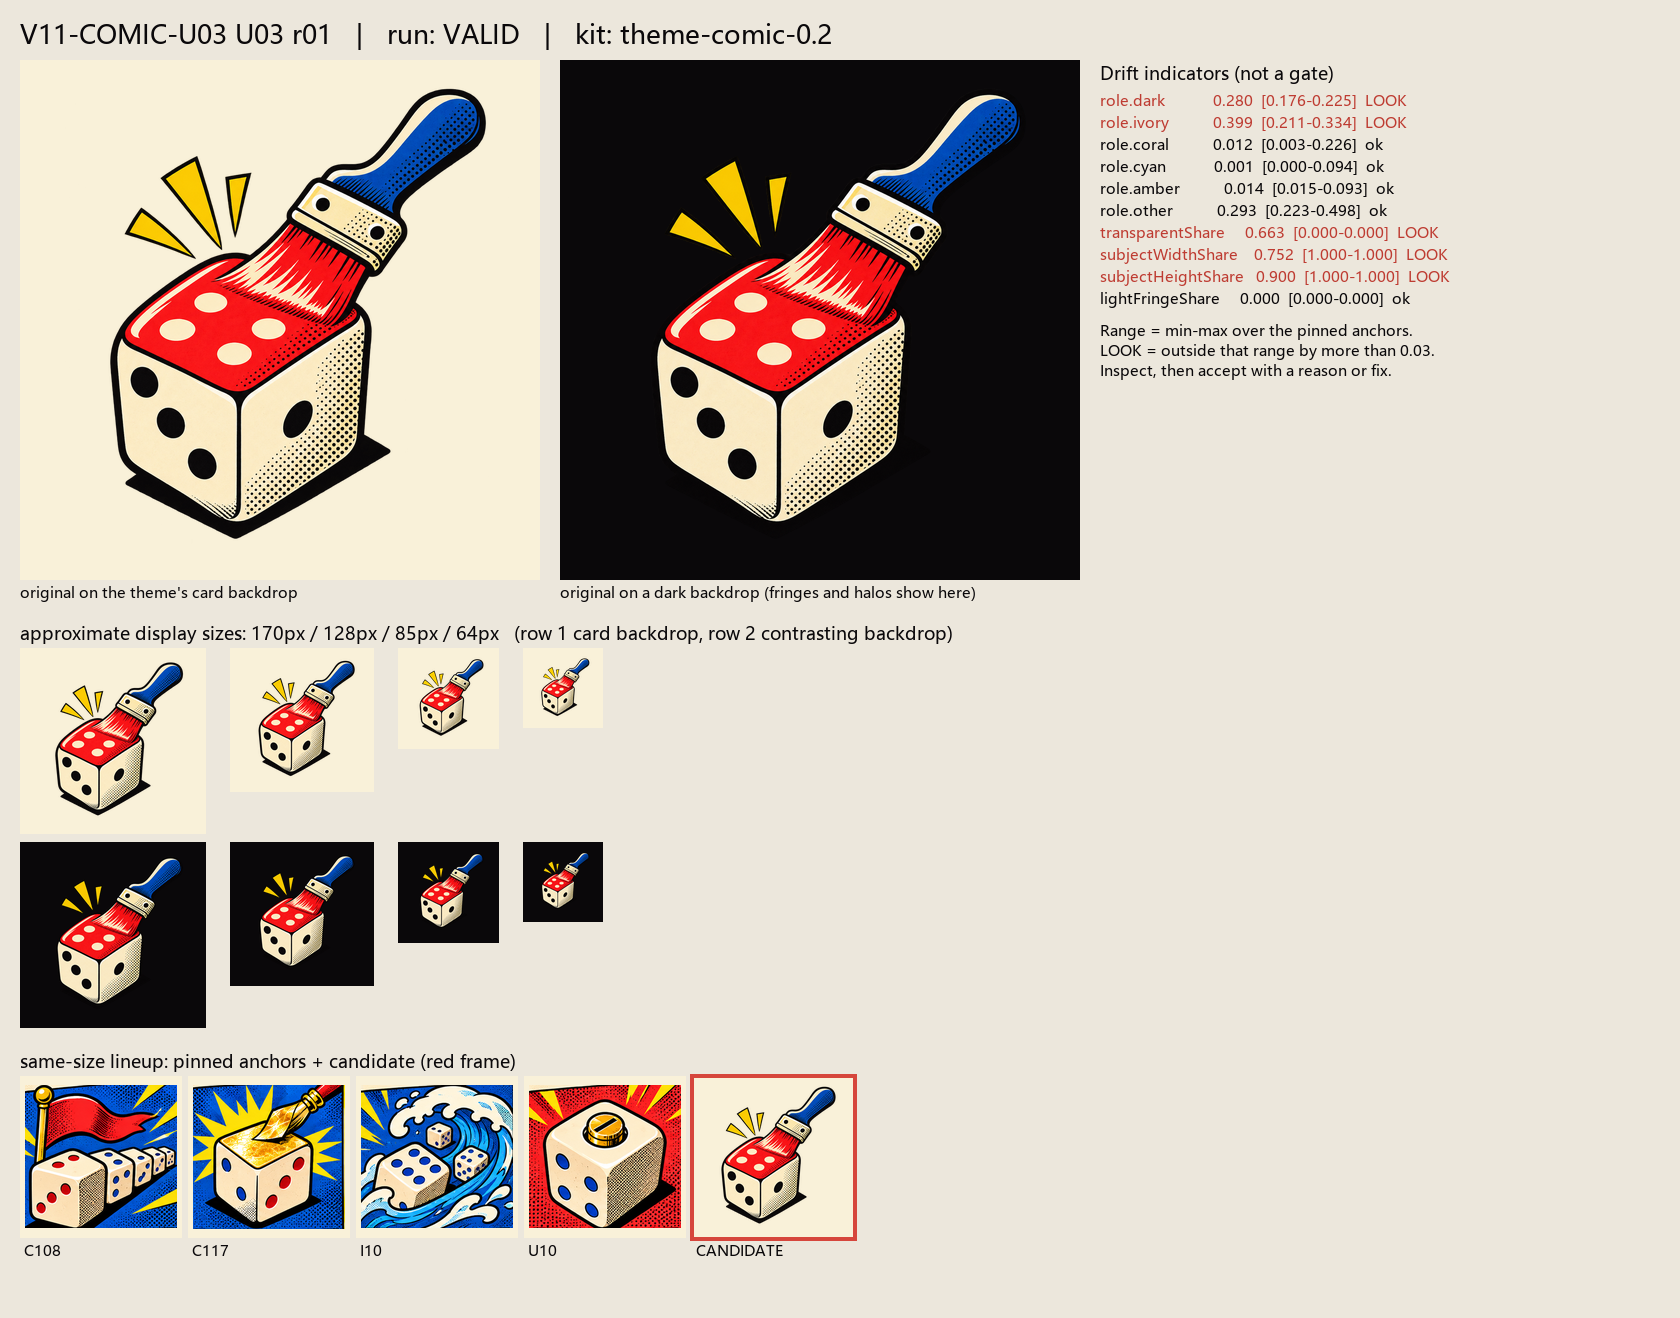 V11-COMIC-U03 U03 r01 | run: VALID | kit: theme-comic-0.2
Drift indicators (not a gate)
role.dark 0.280 [0.176-0.225] LOOK
role.ivory 0.399 [0.211-0.334] LOOK
role.coral 0.012 [0.003-0.226] ok
role.cyan 0.001 [0.000-0.094] ok
role.amber 0.014 [0.015-0.093] ok
role.other 0.293 [0.223-0.498] ok
transparentShare 0.663 [0.000-0.000] LOOK
subjectWidthShare 0.752 [1.000-1.000] LOOK
subjectHeightShare 0.900 [1.000-1.000] LOOK
lightFringeShare 0.000 [0.000-0.000] ok
Range = min-max over the pinned anchors.
LOOK = outside that range by more than 0.03.
Inspect, then accept with a reason or fix.
original on the theme's card backdrop
original on a dark backdrop (fringes and halos show here)
approximate display sizes: 170px / 128px / 85px / 64px (row 1 card backdrop, row 2 contrasting backdrop)
same-size lineup: pinned anchors + candidate (red frame)
C108
C117
I10
U10
CANDIDATE